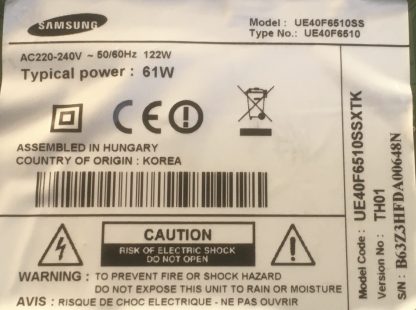 SAMSUNG
Model : UE40F6510SS
Type No.: UE40F6510
AC220-240V ~ 50/60Hz 122W
Typical power : 61W
CE
ASSEMBLED IN HUNGARY
COUNTRY OF ORIGIN : KOREA
CAUTION
RISK OF ELECTRIC SHOCK
DO NOT OPEN
WARNING : TO PREVENT FIRE OR SHOCK HAZARD
DO NOT EXPOSE THIS UNIT TO RAIN OR MOISTURE
AVIS : RISQUE DE CHOC ELECTRIQUE - NE PAS OUVRIR
Model Code : UE40F6510SSXTK
Version No : TH01
S/N : B63Z3HFDA00648N